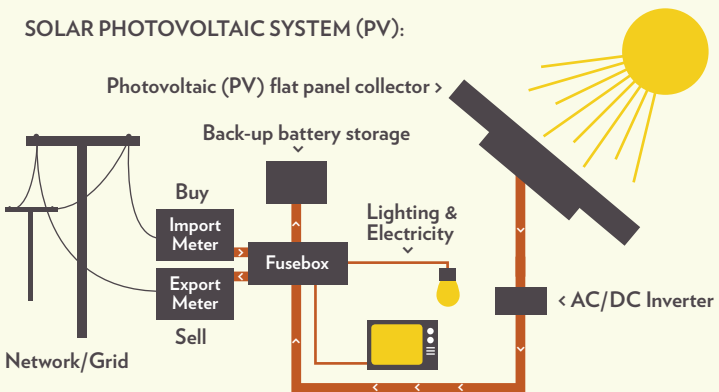 SOLAR PHOTOVOLTAIC SYSTEM (PV):
Photovoltaic (PV) flat panel collector >
Back-up battery storage
Buy
Import
Meter
Lighting &
Electricity
Fusebox
Export
Meter
< AC/DC Inverter
Sell
Network/Grid